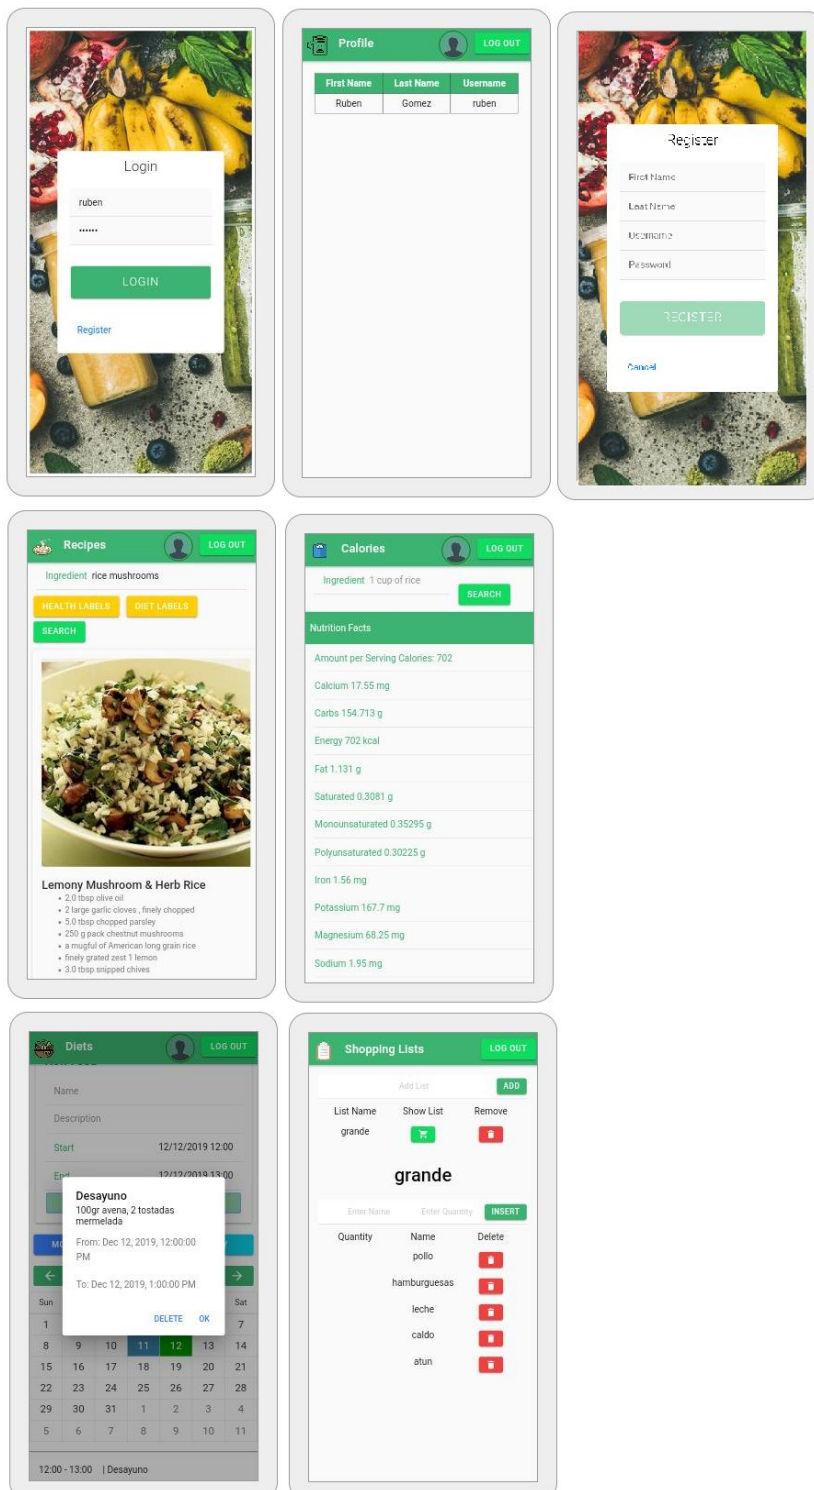 Login
ruben
••••••
LOGIN
Register
Profile
LOG OUT
First Name Last Name Username
Ruben Gomez ruben
Register
First Name
Last Name
Username
Password
REGISTER
Cancel
Recipes
LOG OUT
Ingredient rice mushrooms
HEALTH LABELS DIET LABELS
SEARCH
Lemony Mushroom & Herb Rice
• 2.0 tbsp olive oil
• 2 large garlic cloves , finely chopped
• 5.0 tbsp chopped parsley
• 250 g pack chestnut mushrooms
• a mugful of American long grain rice
• finely grated zest 1 lemon
• 3.0 tbsp snipped chives
Calories
LOG OUT
Ingredient 1 cup of rice
SEARCH
Nutrition Facts
Amount per Serving Calories: 702
Calcium 17.55 mg
Carbs 154.713 g
Energy 702 kcal
Fat 1.131 g
Saturated 0.3081 g
Monounsaturated 0.35295 g
Polyunsaturated 0.30225 g
Iron 1.56 mg
Potassium 167.7 mg
Magnesium 68.25 mg
Sodium 1.95 mg
Diets
LOG OUT
Name
Description
Start 12/12/2019 12:00
End 12/12/2019 13:00
Desayuno
100gr avena, 2 tostadas
mermelada
From: Dec 12, 2019, 12:00:00
PM
To: Dec 12, 2019, 1:00:00 PM
DELETE OK
Sun Sat
1 7
8 9 10 11 12 13 14
15 16 17 18 19 20 21
22 23 24 25 26 27 28
29 30 31 1 2 3 4
5 6 7 8 9 10 11
12:00 - 13:00 | Desayuno
Shopping Lists
LOG OUT
Add List ADD
List Name Show List Remove
grande
grande
Enter Name Enter Quantity INSERT
Quantity Name Delete
pollo
hamburguesas
leche
caldo
atun